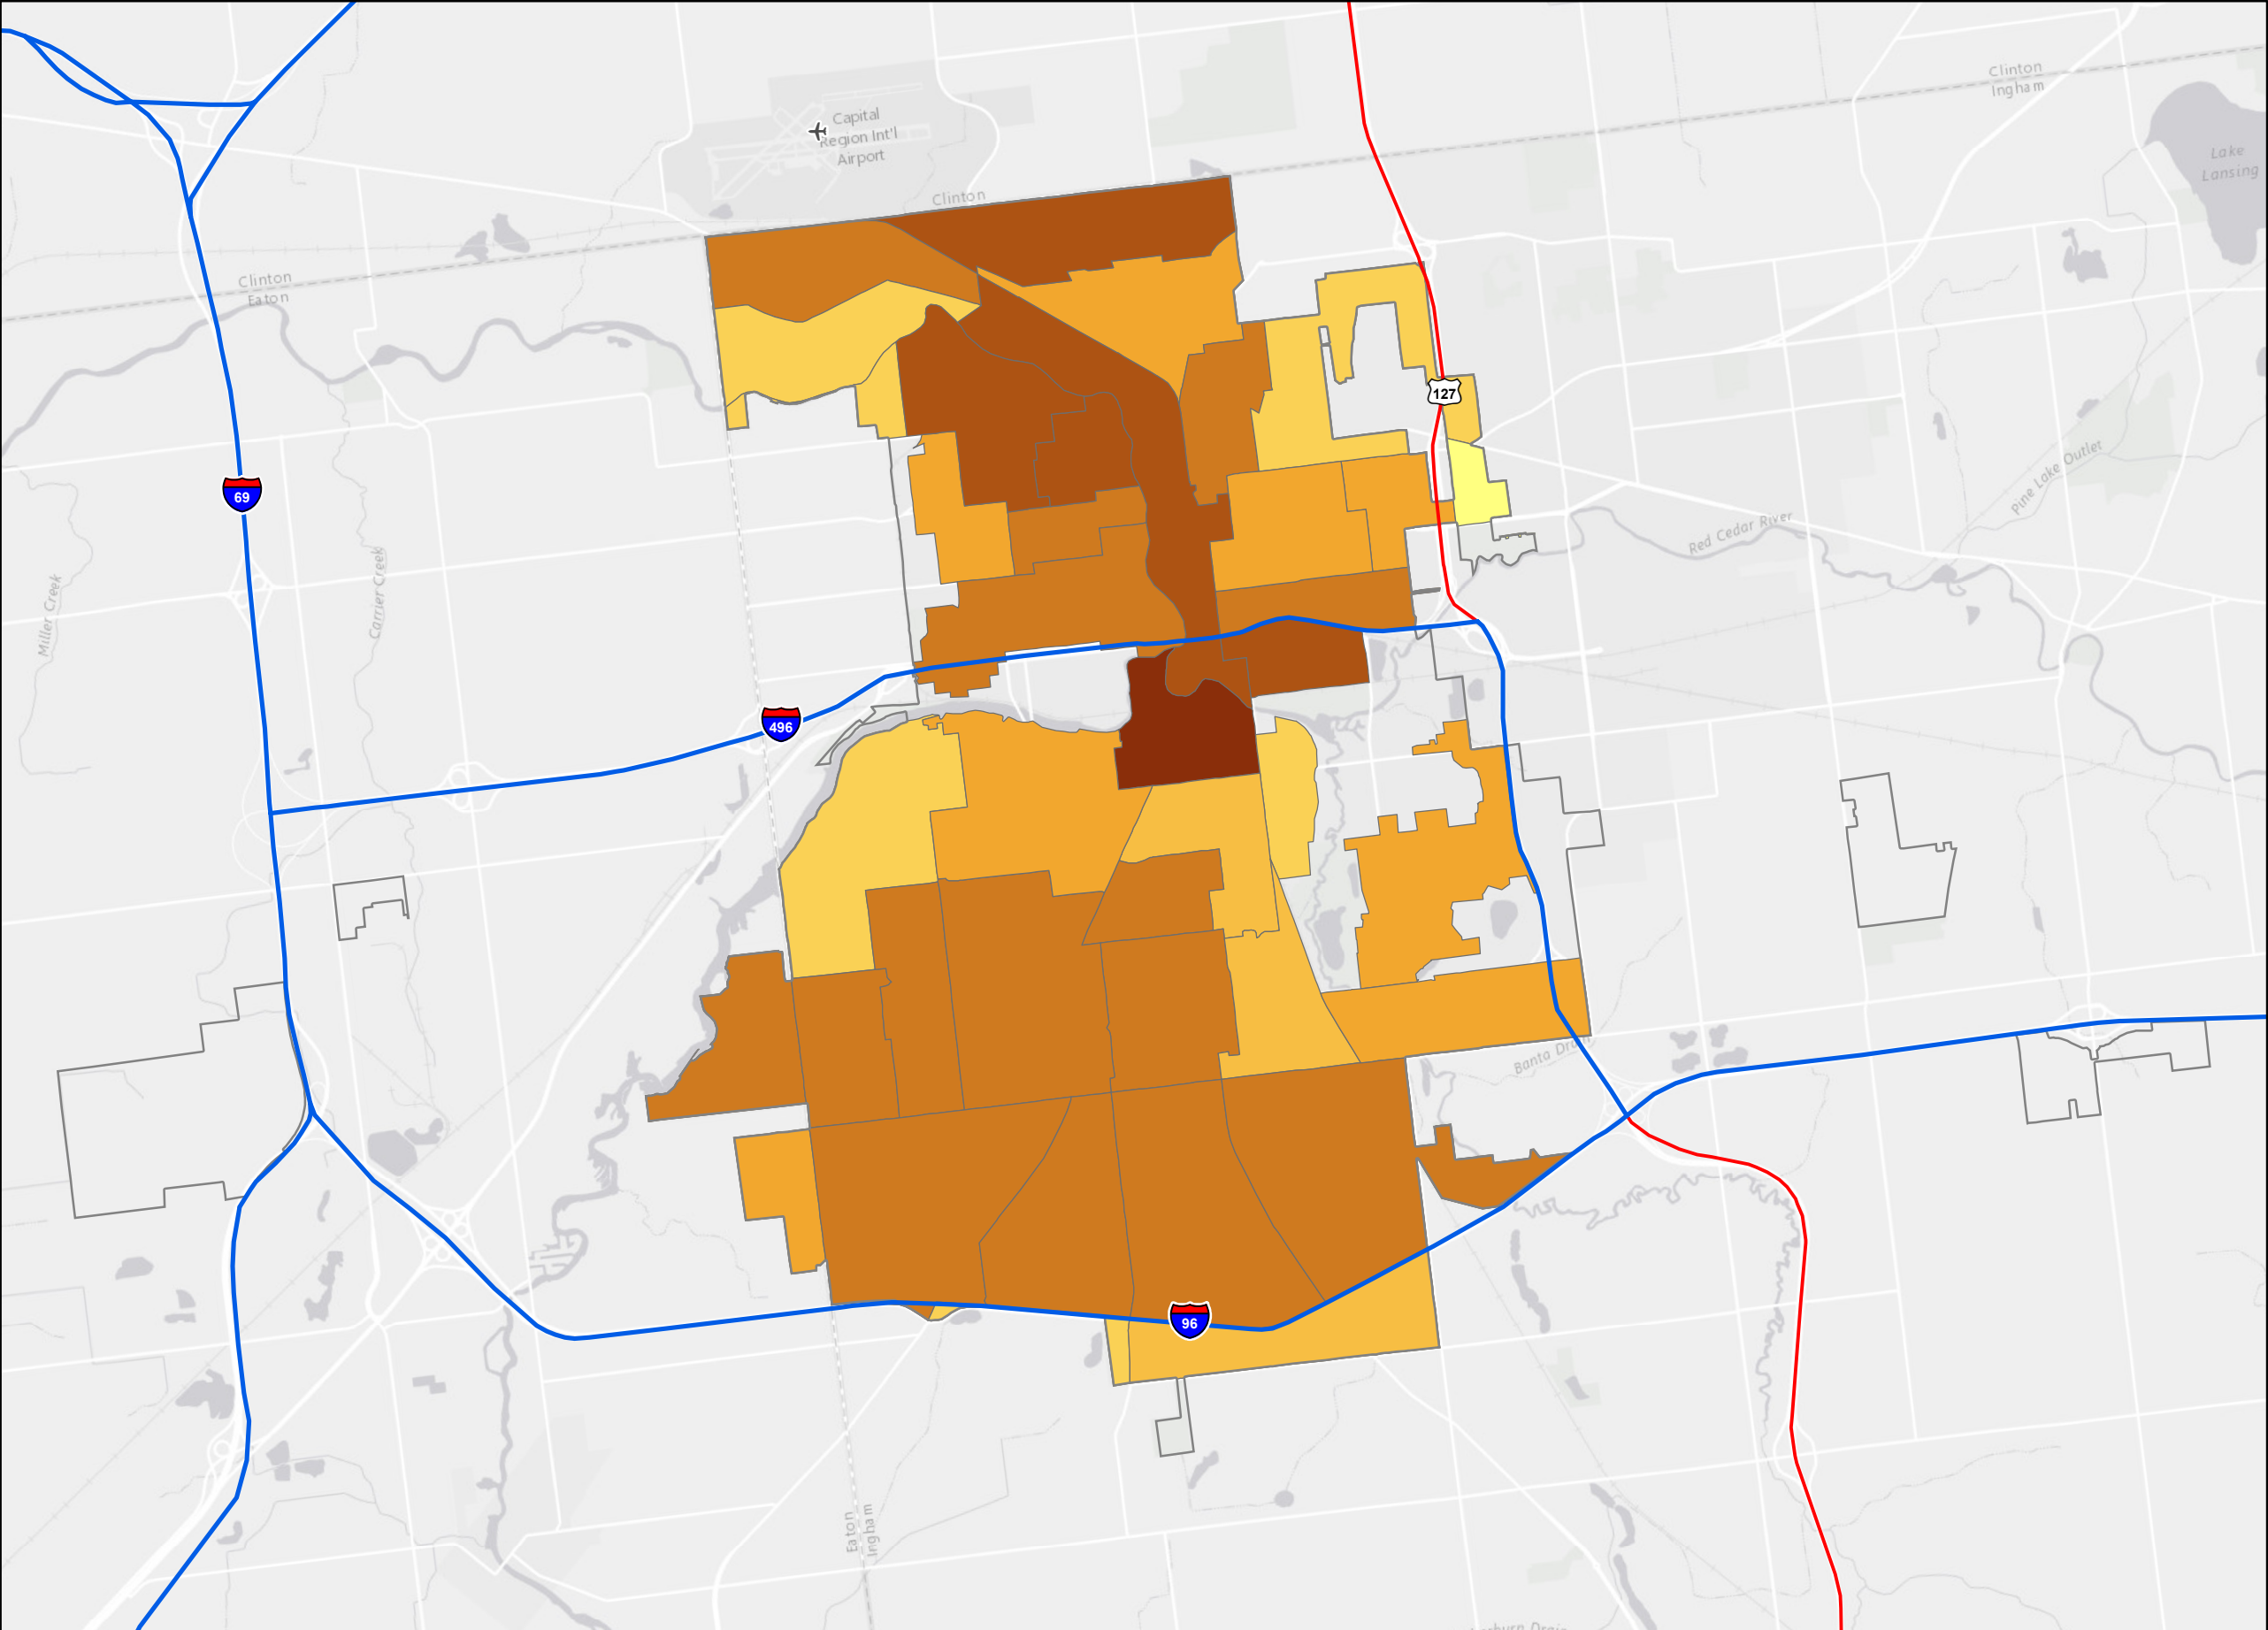 Clinton
Ingham
Capital
Region Int'l
Airport
Lake
Lansing
Clinton
Clinton
Eaton
127
Pine Lake Outlet
69
Red Cedar River
Carrier Creek
Miller Creek
496
Banta Drain
96
Eaton
Ingham